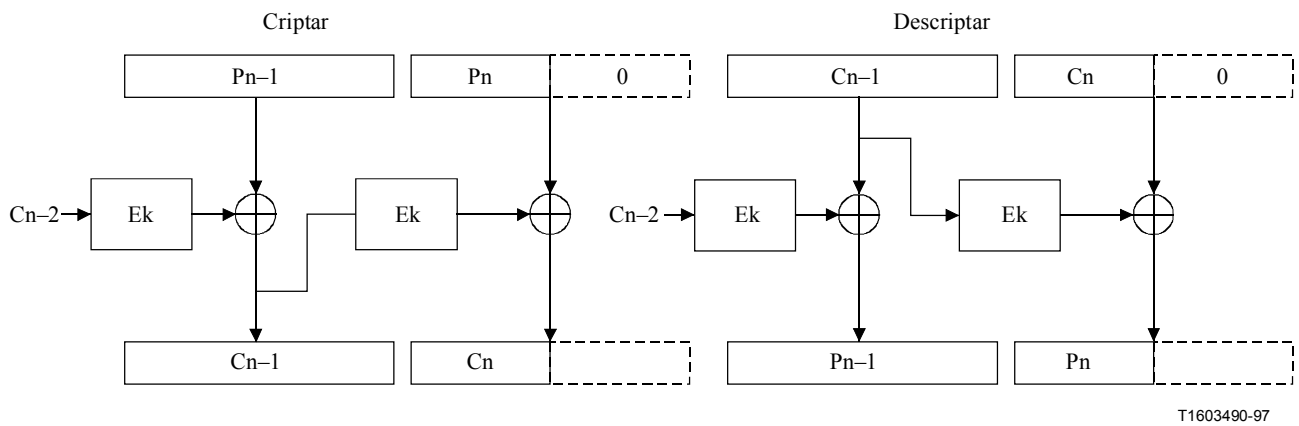 Criptar Descriptar
Pn–1 Pn 0 Cn–1 Cn 0
Cn–2 Ek Ek Cn–2 Ek Ek
Cn–1 Cn Pn–1 Pn
T1603490-97